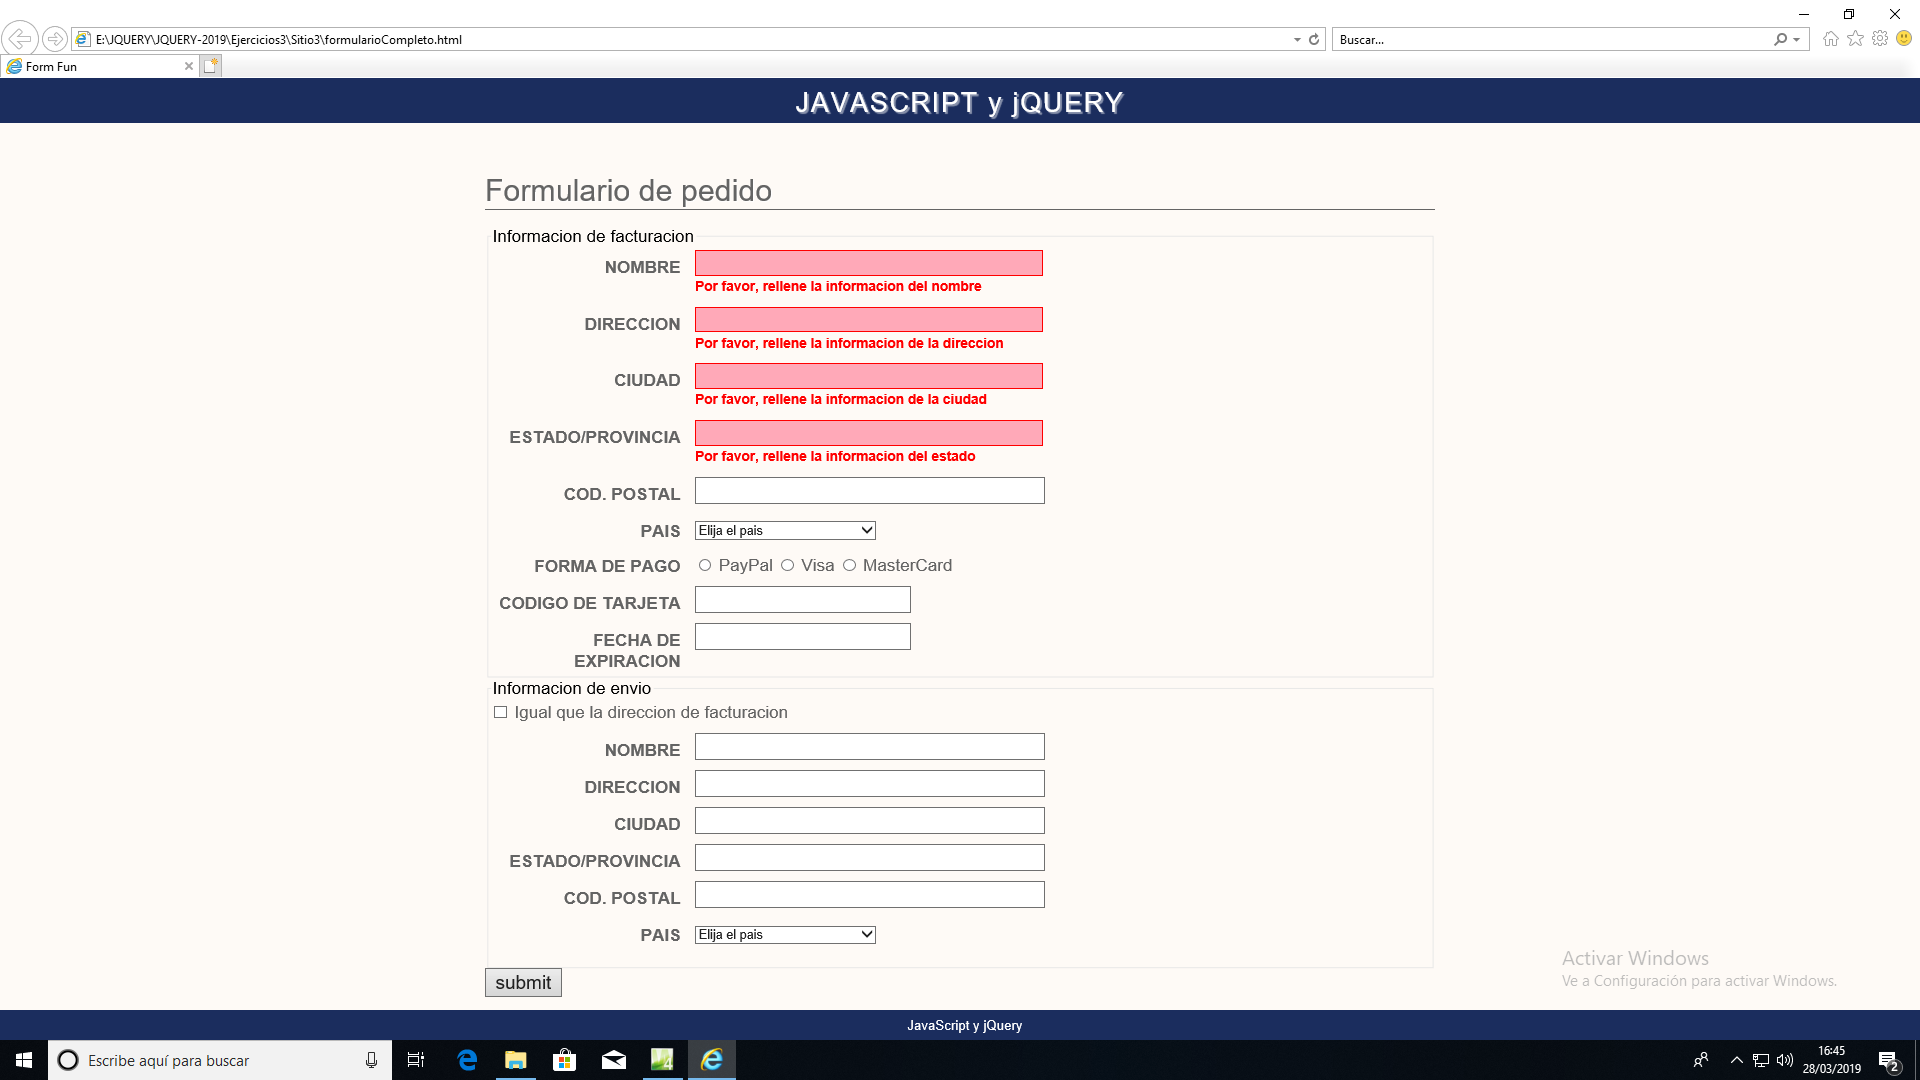 E:\JQUERY\JQUERY-2019\Ejercicios3\Sitio3\formularioCompleto.html
Buscar...
Form Fun
JAVASCRIPT y jQUERY
Formulario de pedido
Informacion de facturacion
NOMBRE
Por favor, rellene la informacion del nombre
DIRECCION
Por favor, rellene la informacion de la direccion
CIUDAD
Por favor, rellene la informacion de la ciudad
ESTADO/PROVINCIA
Por favor, rellene la informacion del estado
COD. POSTAL
PAIS Elija el pais
FORMA DE PAGO PayPal Visa MasterCard
CODIGO DE TARJETA
FECHA DE
EXPIRACION
Informacion de envio
Igual que la direccion de facturacion
NOMBRE
DIRECCION
CIUDAD
ESTADO/PROVINCIA
COD. POSTAL
PAIS Elija el pais
submit
Activar Windows
Ve a Configuración para activar Windows.
JavaScript y jQuery
Escribe aquí para buscar
4
16:45
28/03/2019
2